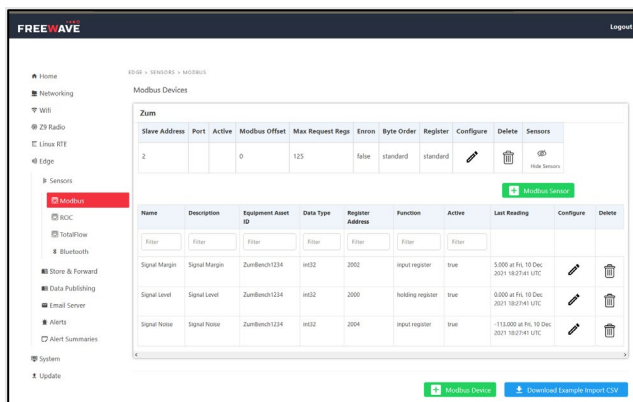 FREEWAVE
Logout
Home
Networking
Wifi
Z9 Radio
Linux RTE
Edge
Sensors
Modbus
ROC
TotalFlow
Bluetooth
Store & Forward
Data Publishing
Email Server
Alerts
Alert Summaries
System
Update
EDGE > SENSORS > MODBUS
Modbus Devices
Zum
Slave Address Port Active Modbus Offset Max Request Regs Enron Byte Order Register Configure Delete Sensors
2 0 125 false standard standard
Hide Sensors
Modbus Sensor
Name Description Equipment Asset ID Data Type Register Address Function Active Last Reading Configure Delete
Filter Filter Filter Filter Filter Filter Filter
Signal Margin Signal Margin ZumBench1234 int32 2002 input register true 5.000 at Fri, 10 Dec 2021 18:27:41 UTC
Signal Level Signal Level ZumBench1234 int32 2000 holding register true 0.000 at Fri, 10 Dec 2021 18:27:41 UTC
Signal Noise Signal Noise ZumBench1234 int32 2004 input register true -113.000 at Fri, 10 Dec 2021 18:27:41 UTC
Modbus Device
Download Example Import CSV